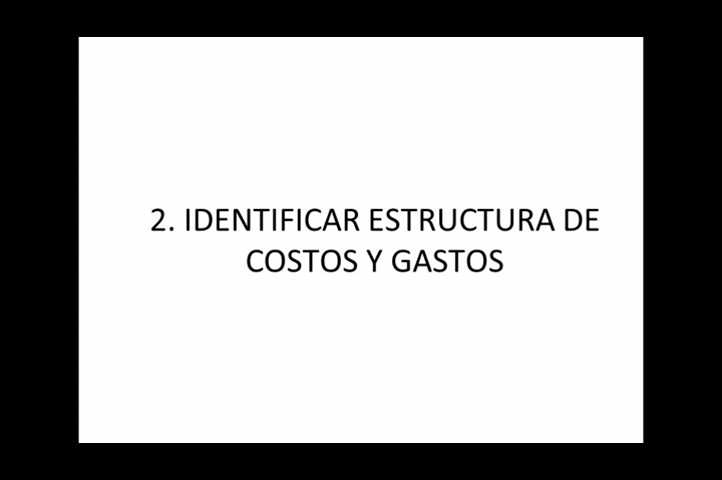 2. IDENTIFICAR ESTRUCTURA DE
COSTOS Y GASTOS